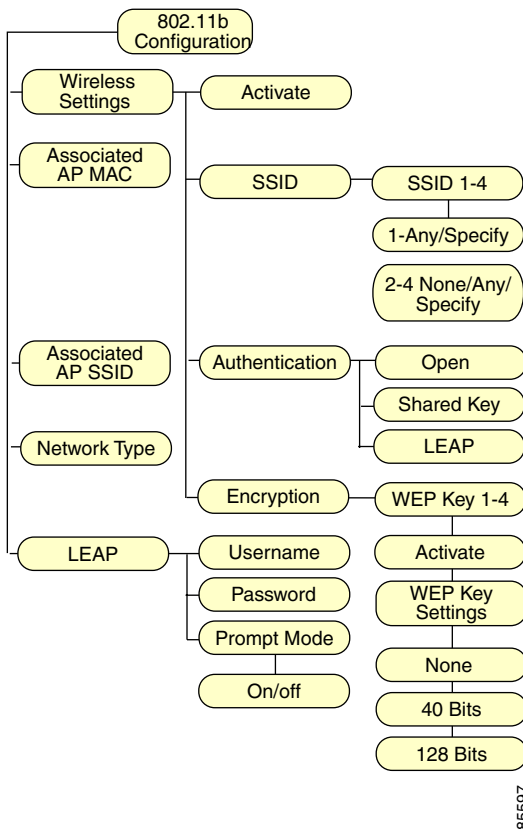 802.11b
Configuration
Wireless
Settings
Activate
Associated
AP MAC
SSID
SSID 1-4
1-Any/Specify
2-4 None/Any/
Specify
Associated
AP SSID
Authentication
Open
Shared Key
LEAP
Network Type
Encryption
WEP Key 1-4
LEAP
Username
Activate
Password
WEP Key
Settings
Prompt Mode
None
On/off
40 Bits
128 Bits
85597